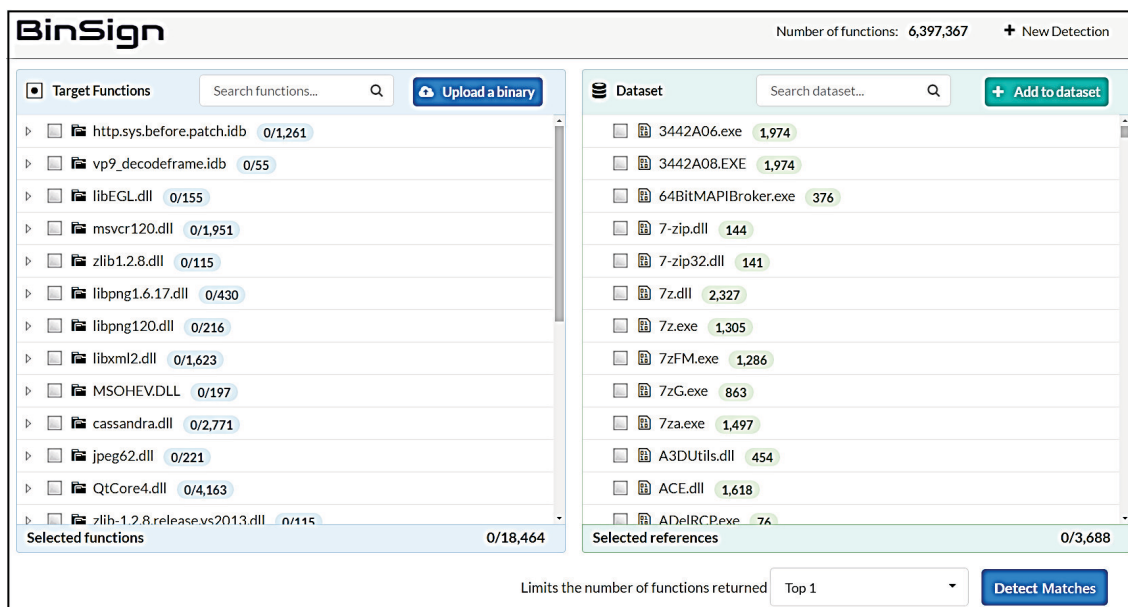 BinSign
Number of functions: 6,397,367 + New Detection
Target Functions Search functions... Upload a binary
http.sys.before.patch.idb 0/1,261
vp9_decodeframe.idb 0/55
libEGL.dll 0/155
msvcr120.dll 0/1,951
zlib1.2.8.dll 0/115
libpng1.6.17.dll 0/430
libpng120.dll 0/216
libxml2.dll 0/1,623
MSOHEV.DLL 0/197
cassandra.dll 0/2,771
jpeg62.dll 0/221
QtCore4.dll 0/4,163
zlib-1.2.8.release.vs2013.dll 0/115
Selected functions 0/18,464
Dataset Search dataset... + Add to dataset
3442A06.exe 1,974
3442A08.EXE 1,974
64BitMAPIBroker.exe 376
7-zip.dll 144
7-zip32.dll 141
7z.dll 2,327
7z.exe 1,305
7zFM.exe 1,286
7zG.exe 863
7za.exe 1,497
A3DUtils.dll 454
ACE.dll 1,618
ADelRCP.exe 76
Selected references 0/3,688
Limits the number of functions returned Top 1 Detect Matches